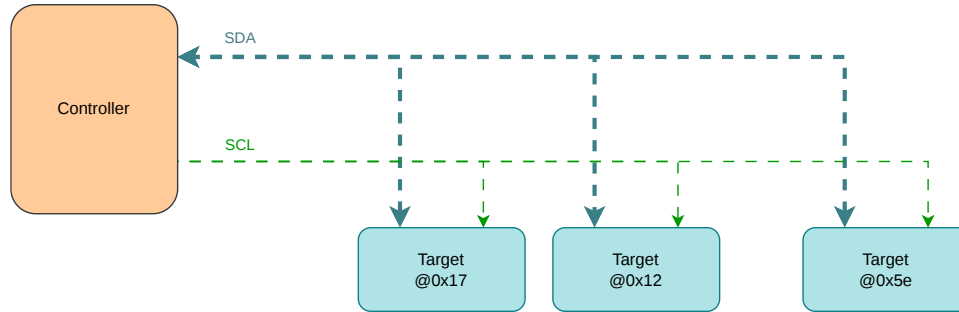 SDA
Controller
SCL
Target
@0x17
Target
@0x12
Target
@0x5e